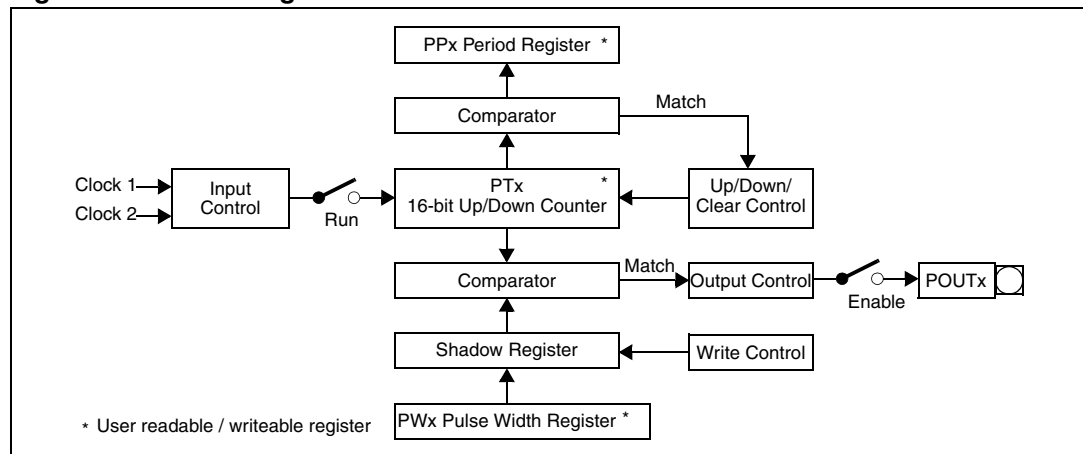 PPx Period Register *
Comparator
Match
Clock 1
Clock 2
Input
Control
Run
PTx *
16-bit Up/Down Counter
Up/Down/
Clear Control
Comparator
Match
Output Control
Enable
POUTx
Shadow Register
Write Control
PWx Pulse Width Register *
* User readable / writeable register